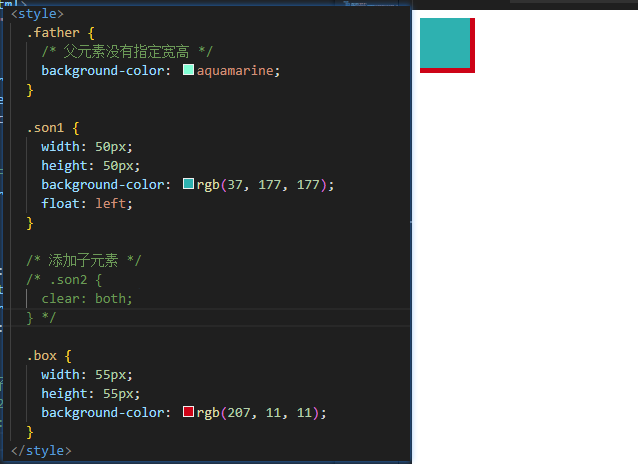 <style>
.father {
/* 父元素没有指定宽高 */
background-color: aquamarine;
}
.son1 {
width: 50px;
height: 50px;
background-color: rgb(37, 177, 177);
float: left;
}
/* 添加子元素 */
/* .son2 {
clear: both;
} */
.box {
width: 55px;
height: 55px;
background-color: rgb(207, 11, 11);
}
</style>